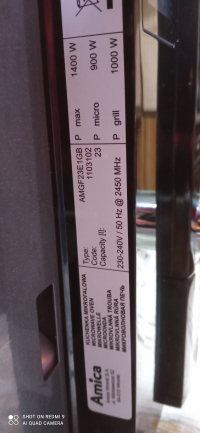 Amica
KUCHENKA MIKROFALOWA
MICROWAVE OVEN
MIKROWELLE
MICROONDA
MIKROVLNNÁ TROUBA
MIKROVLNNÁ RÚRA
МИКРОВОЛНОВАЯ ПЕЧЬ
Type: AMGF23E1GB
Code: 1103102
Capacity [l]: 23
230-240V / 50 Hz @ 2450 MHz
P max 1400 W
P micro 900 W
P grill 1000 W
SHOT ON REDMI 9
AI QUAD CAMERA